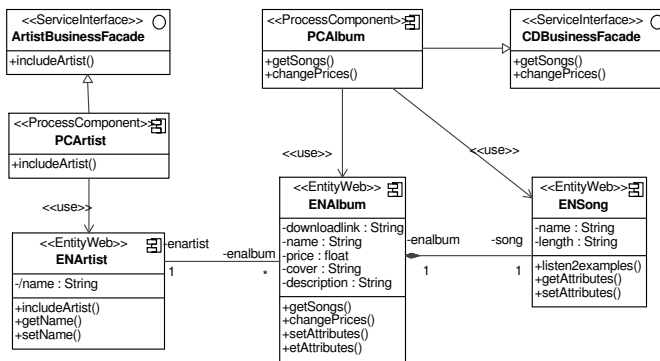 <<ServiceInterface>>
ArtistBusinessFacade
+includeArtist()
<<ProcessComponent>>
PCArtist
+includeArtist()
<<use>>
<<EntityWeb>>
ENArtist
-/name : String
+includeArtist()
+getName()
+setName()
-enartist
1
-enalbum
*
<<ProcessComponent>>
PCAlbum
+getSongs()
+changePrices()
<<ServiceInterface>>
CDBusinessFacade
+getSongs()
+changePrices()
<<use>>
<<use>>
<<EntityWeb>>
ENAlbum
-downloadlink : String
-name : String
-price : float
-cover : String
-description : String
+getSongs()
+changePrices()
+setAttributes()
+etAttributes()
-enalbum
1
-song
1
<<EntityWeb>>
ENSong
-name : String
-length : String
+listen2examples()
+getAttributes()
+setAttributes()